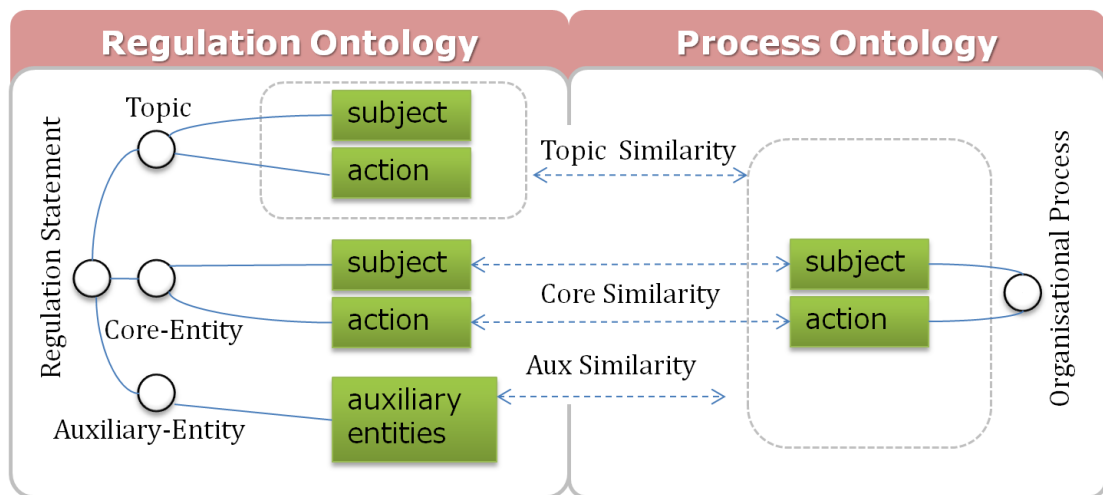 Regulation Ontology
Process Ontology
Regulation Statement
Topic
subject
action
Topic Similarity
Core-Entity
subject
action
Core Similarity
subject
action
Auxiliary-Entity
auxiliary
entities
Aux Similarity
Organisational Process